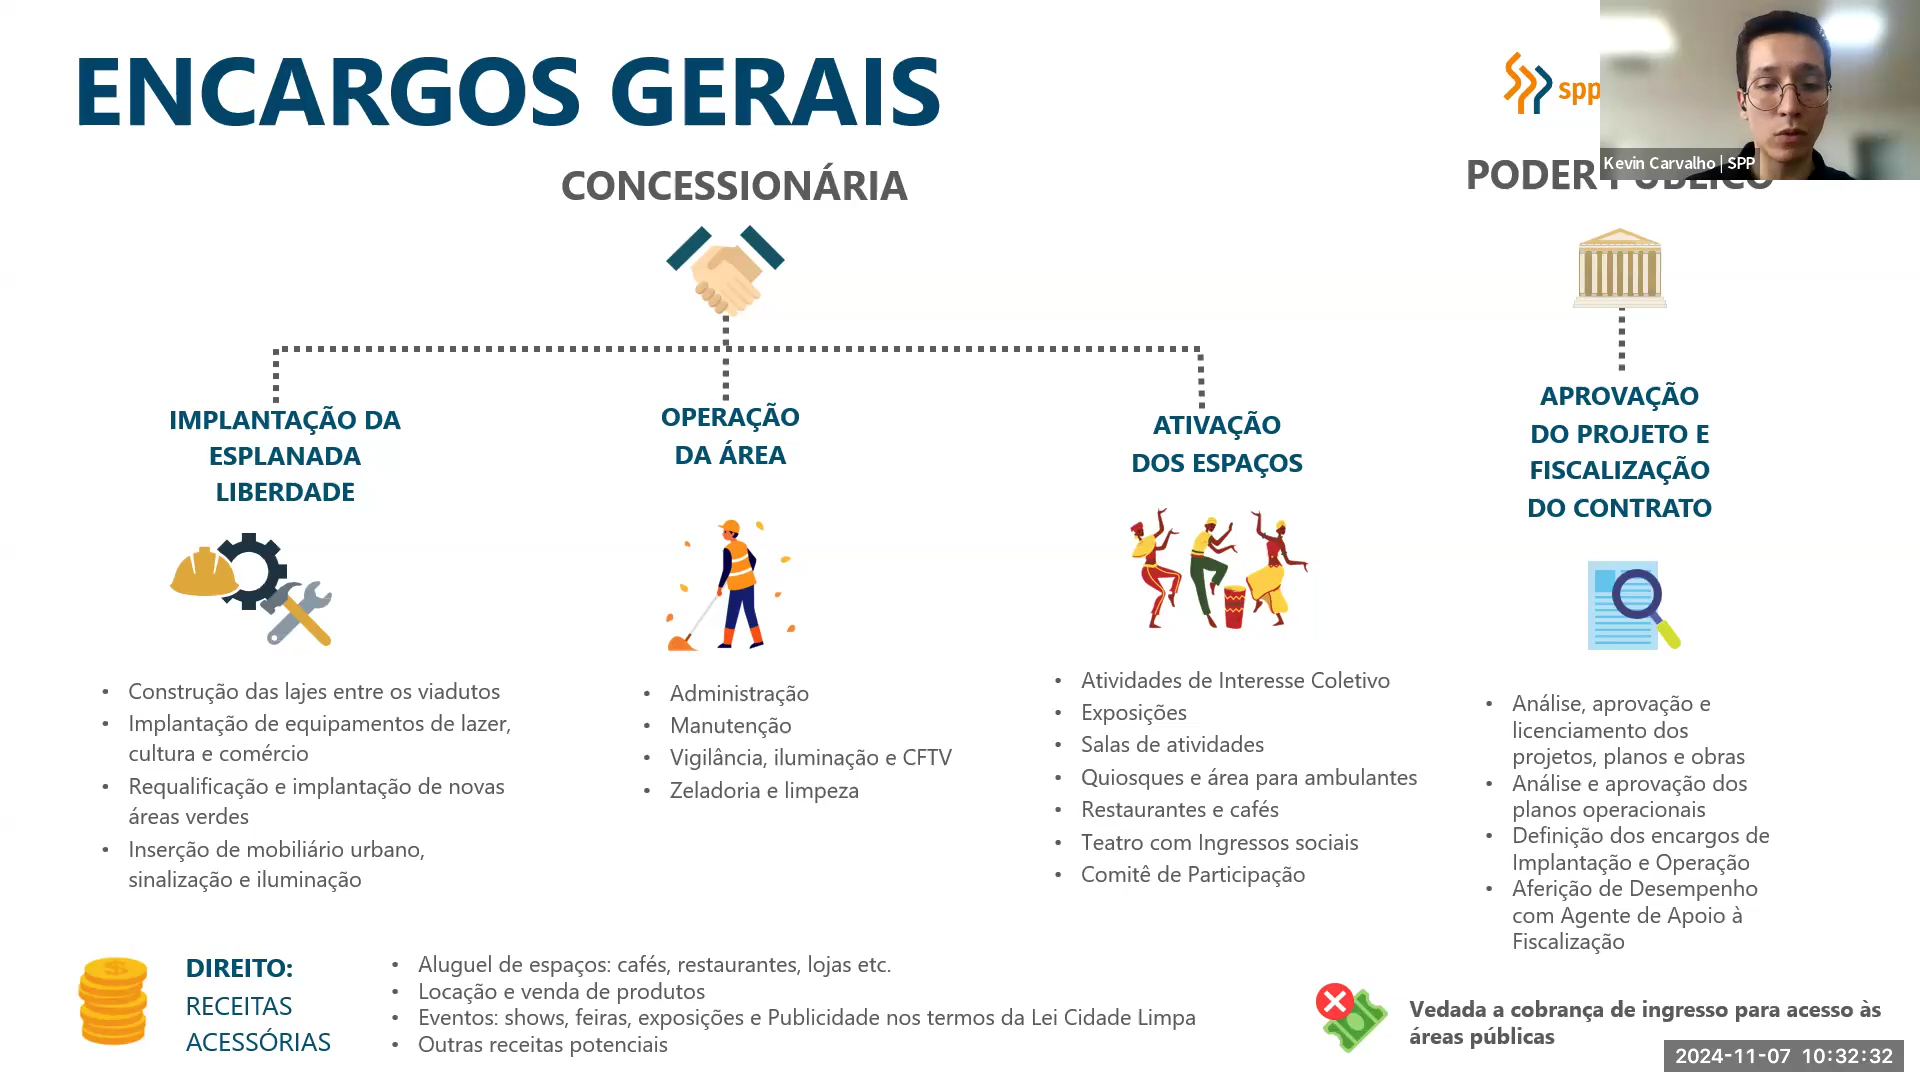 ENCARGOS GERAIS
spp
Kevin Carvalho | SPP
CONCESSIONÁRIA
PODER PÚBLICO
IMPLANTAÇÃO DA
ESPLANADA
LIBERDADE
OPERAÇÃO
DA ÁREA
ATIVAÇÃO
DOS ESPAÇOS
APROVAÇÃO
DO PROJETO E
FISCALIZAÇÃO
DO CONTRATO
• Construção das lajes entre os viadutos
• Implantação de equipamentos de lazer,
cultura e comércio
• Requalificação e implantação de novas
áreas verdes
• Inserção de mobiliário urbano,
sinalização e iluminação
• Administração
• Manutenção
• Vigilância, iluminação e CFTV
• Zeladoria e limpeza
• Atividades de Interesse Coletivo
• Exposições
• Salas de atividades
• Quiosques e área para ambulantes
• Restaurantes e cafés
• Teatro com Ingressos sociais
• Comitê de Participação
• Análise, aprovação e
licenciamento dos
projetos, planos e obras
• Análise e aprovação dos
planos operacionais
• Definição dos encargos de
Implantação e Operação
• Aferição de Desempenho
com Agente de Apoio à
Fiscalização
$
DIREITO:
RECEITAS
ACESSÓRIAS
• Aluguel de espaços: cafés, restaurantes, lojas etc.
• Locação e venda de produtos
• Eventos: shows, feiras, exposições e Publicidade nos termos da Lei Cidade Limpa
• Outras receitas potenciais
Vedada a cobrança de ingresso para acesso às
áreas públicas
2024-11-07 10:32:32